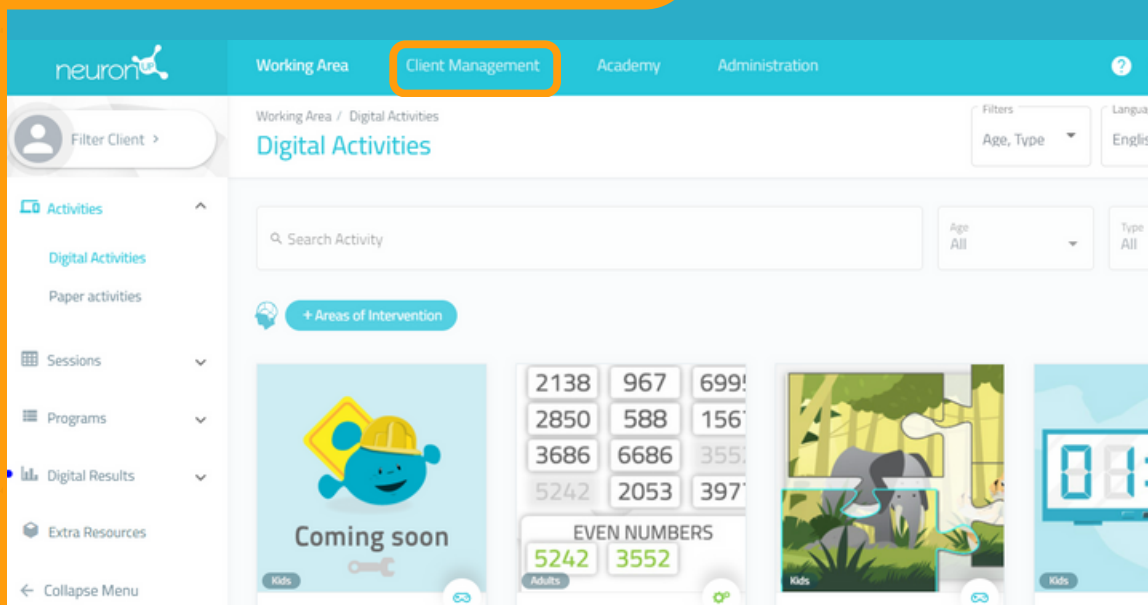 neuronUP
Working Area
Client Management
Academy
Administration
?
Filter Client >
Working Area / Digital Activities
Digital Activities
Filters
Age, Type
Activities
Digital Activities
Paper activities
Sessions
Programs
Digital Results
Extra Resources
Collapse Menu
Search Activity
Age
All
Type
All
+ Areas of Intervention
Coming soon
Kids
2138 967
2850 588
3686 6686
5242 2053
EVEN NUMBERS
5242 3552
Adults
Kids
Kids